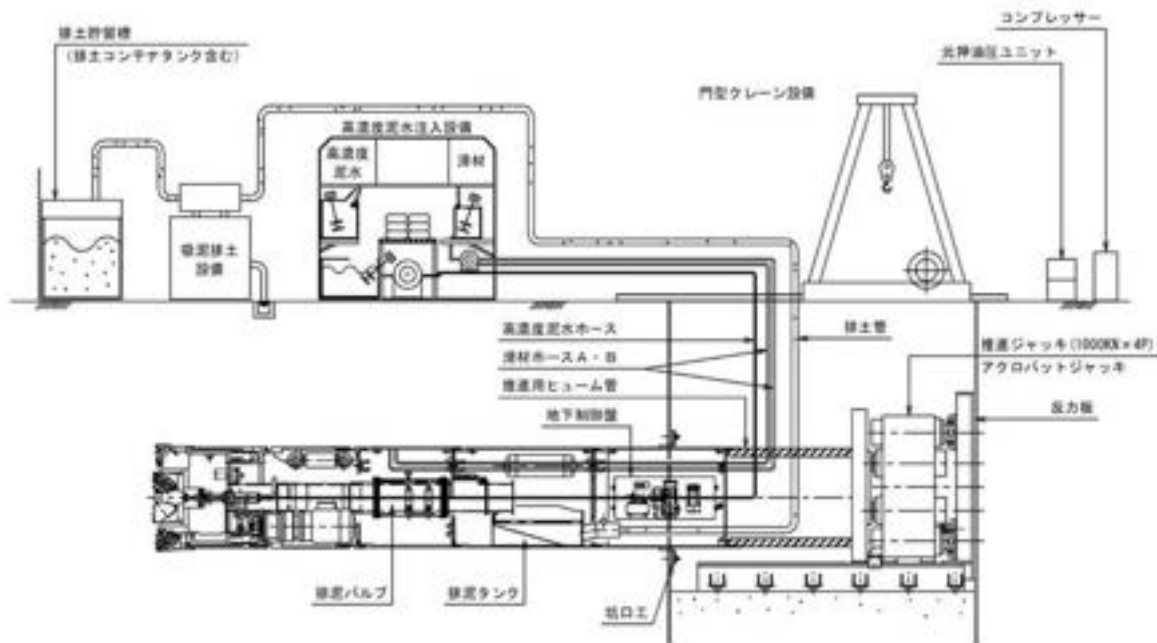 コンプレッサー
排土貯留槽
(排土コンテナタンク含む)
元押油圧ユニット
門型クレーン設備
高濃度泥水注入設備
高濃度
泥水
滑材
吸泥排土
設備
高濃度泥水ホース
排土管
滑材ホースA・B
推進ジャッキ(1000KN×4P)
アクロバットジャッキ
推進用ヒューム管
反力板
地下制御盤
排泥バルブ
排泥タンク
坑口工